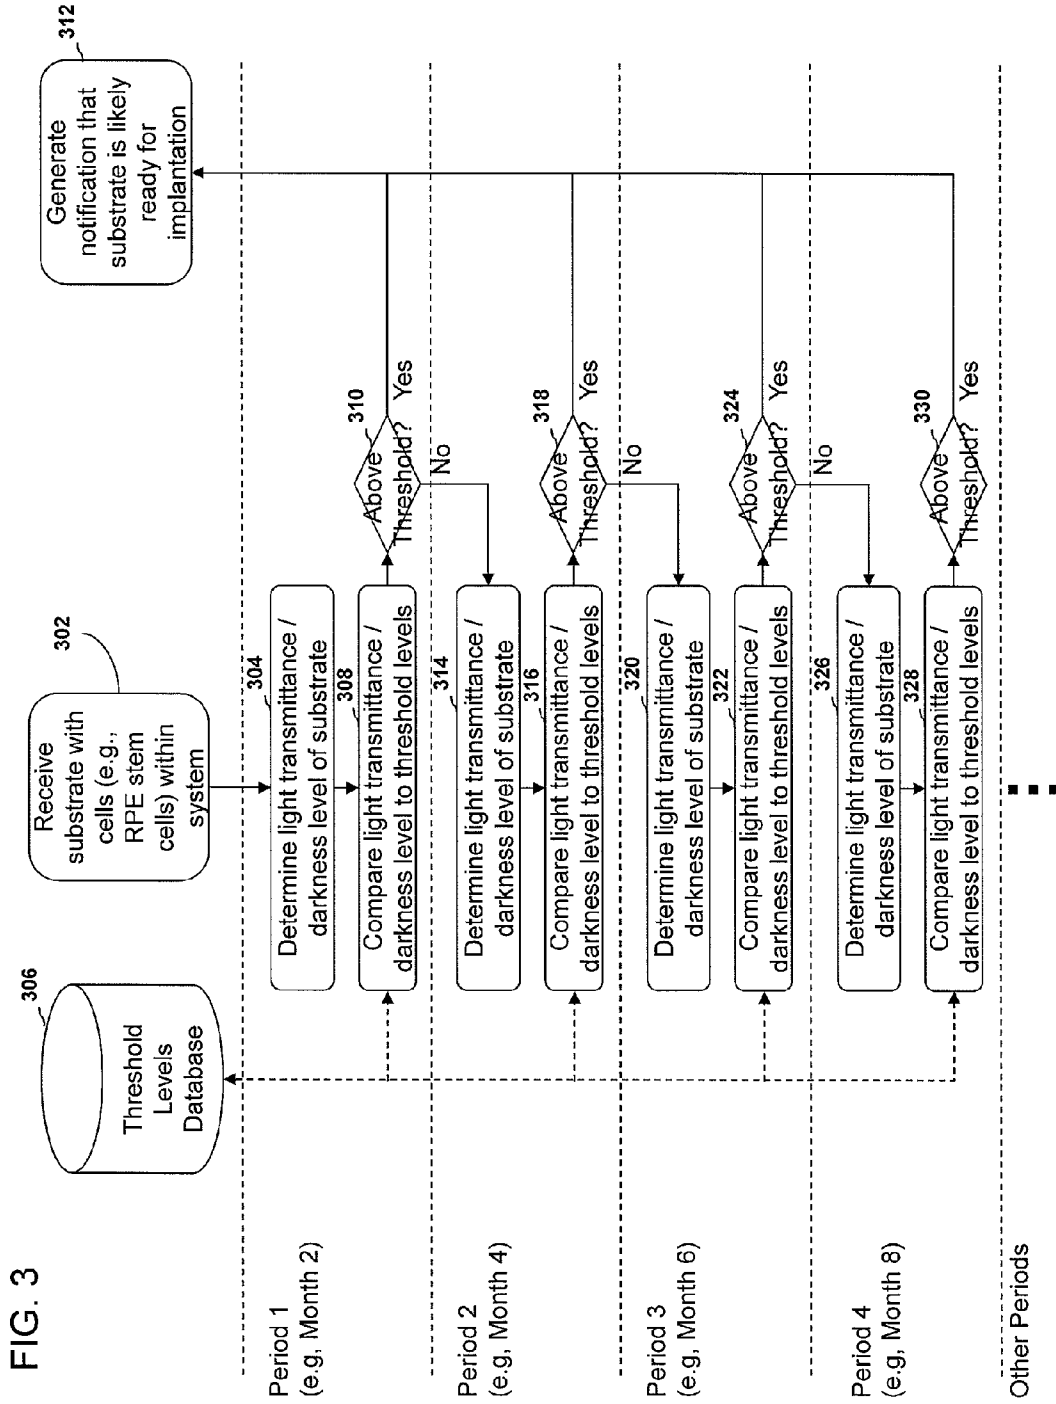 FIG. 3
306
Threshold
Levels
Database
302
Receive
substrate with
cells (e.g.,
RPE stem
cells) within
system
312
Generate
notification that
substrate is likely
ready for
implantation
Period 1
(e.g, Month 2)
304
Determine light transmittance /
darkness level of substrate
308
Compare light transmittance /
darkness level to threshold levels
310
Above
Threshold?
Yes
No
Period 2
(e.g, Month 4)
314
Determine light transmittance /
darkness level of substrate
316
Compare light transmittance /
darkness level to threshold levels
318
Above
Threshold?
Yes
No
Period 3
(e.g, Month 6)
320
Determine light transmittance /
darkness level of substrate
322
Compare light transmittance /
darkness level to threshold levels
324
Above
Threshold?
Yes
No
Period 4
(e.g, Month 8)
326
Determine light transmittance /
darkness level of substrate
328
Compare light transmittance /
darkness level to threshold levels
330
Above
Threshold?
Yes
Other Periods